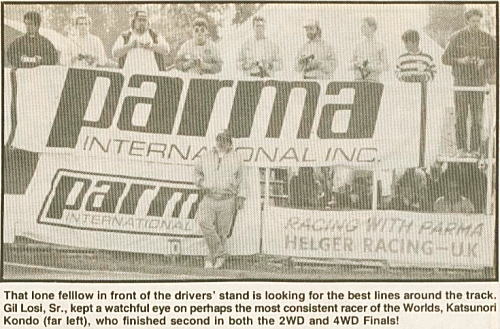 parma
INTERNATIONAL INC.
parm
INTERNATIONAL
RACING WITH PARMA
HELGER RACING-UK
That lone felllow in front of the drivers' stand is looking for the best lines around the track.
Gil Losi, Sr., kept a watchful eye on perhaps the most consistent racer of the Worlds, Katsunori
Kondo (far left), who finished second in both the 2WD and 4WD Finals!